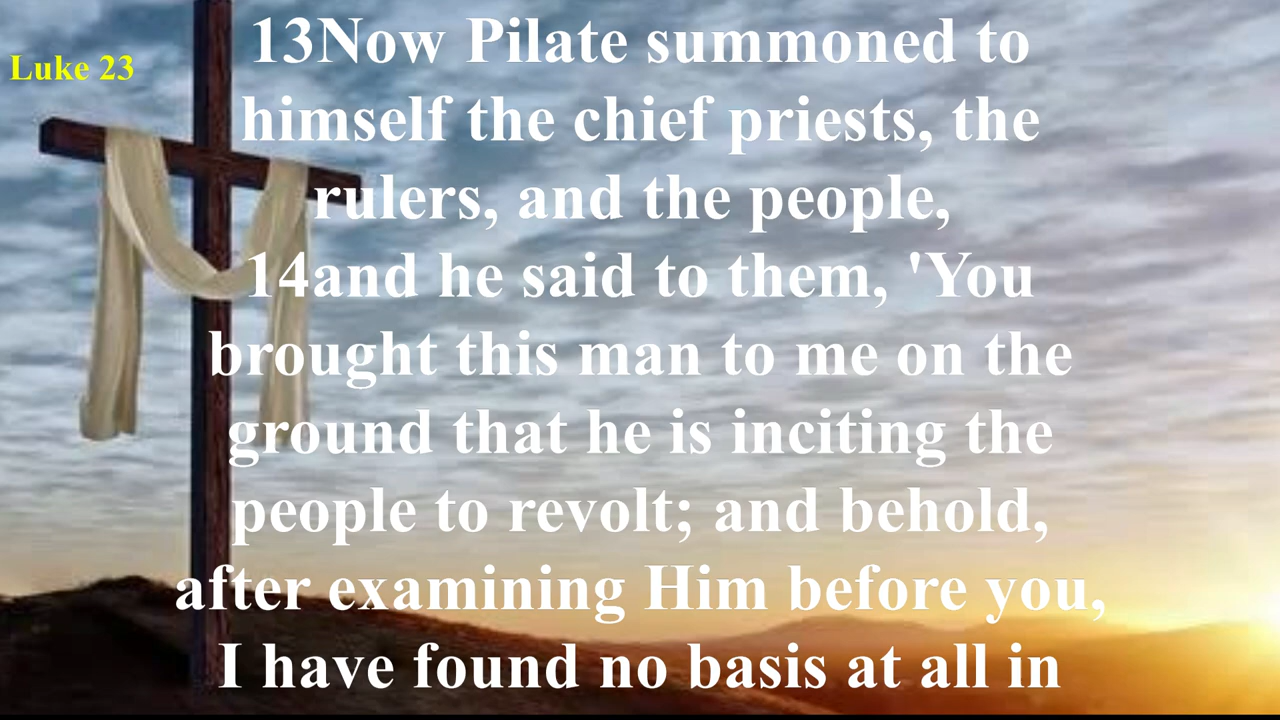 Luke 23
13Now Pilate summoned to
himself the chief priests, the
rulers, and the people,
14and he said to them, 'You
brought this man to me on the
ground that he is inciting the
people to revolt; and behold,
after examining Him before you,
I have found no basis at all in